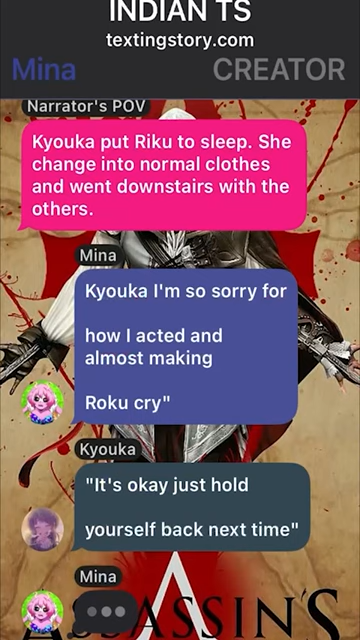 INDIAN TS
textingstory.com
Mina CREATOR
Narrator's POV
Kyouka put Riku to sleep. She
change into normal clothes
and went downstairs with the
others.
Mina
Kyouka I'm so sorry for
how I acted and
almost making
Roku cry"
Kyouka
"It's okay just hold
yourself back next time"
Mina
ASSASSIN'S